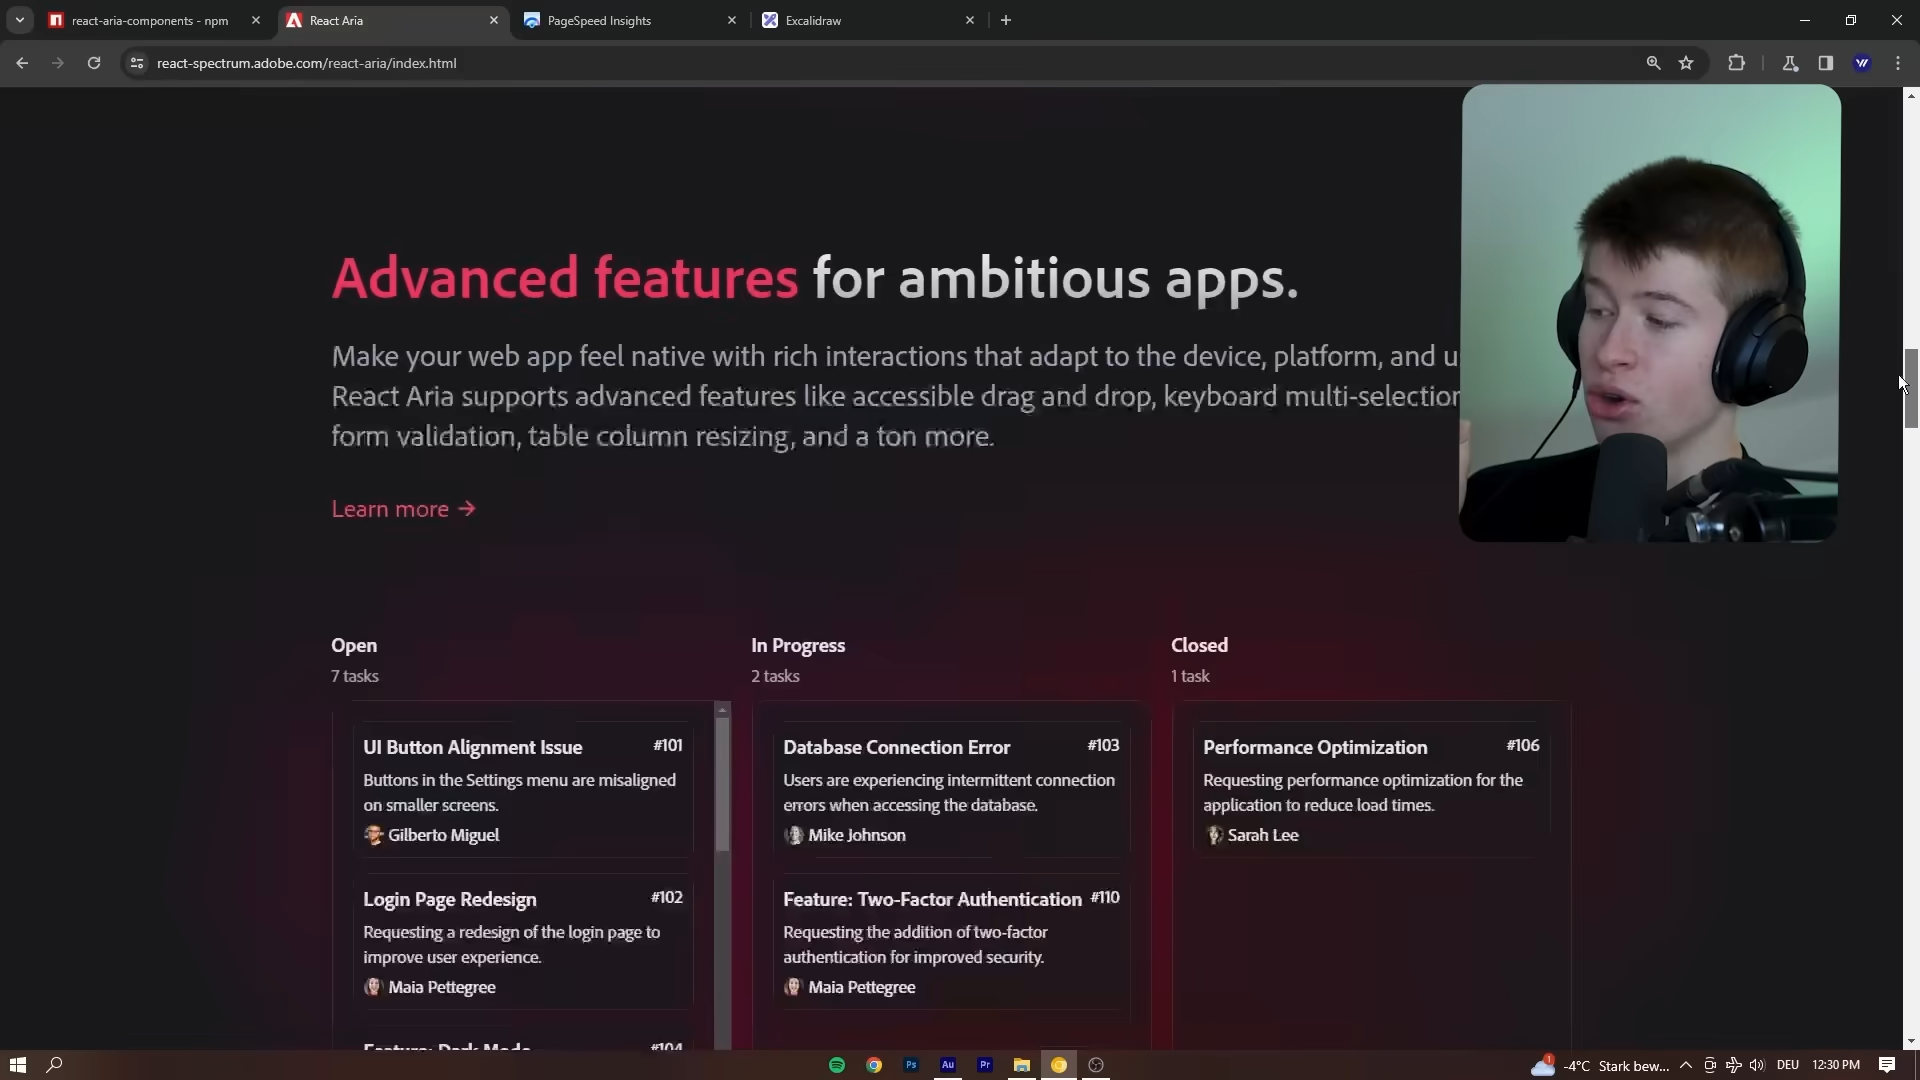 react-aria-components - npm
React Aria
PageSpeed Insights
Excalidraw
react-spectrum.adobe.com/react-aria/index.html
Advanced features for ambitious apps.
Make your web app feel native with rich interactions that adapt to the device, platform, and u
React Aria supports advanced features like accessible drag and drop, keyboard multi-selection
form validation, table column resizing, and a ton more.
Learn more →
Open
7 tasks
In Progress
2 tasks
Closed
1 task
UI Button Alignment Issue #101
Buttons in the Settings menu are misaligned
on smaller screens.
Gilberto Miguel
Login Page Redesign #102
Requesting a redesign of the login page to
improve user experience.
Maia Pettegree
Feature: Dark Mode #104
Database Connection Error #103
Users are experiencing intermittent connection
errors when accessing the database.
Mike Johnson
Feature: Two-Factor Authentication #110
Requesting the addition of two-factor
authentication for improved security.
Maia Pettegree
Performance Optimization #106
Requesting performance optimization for the
application to reduce load times.
Sarah Lee
Ps
Au
Pr
1
-4°C Stark bew...
DEU
12:30 PM